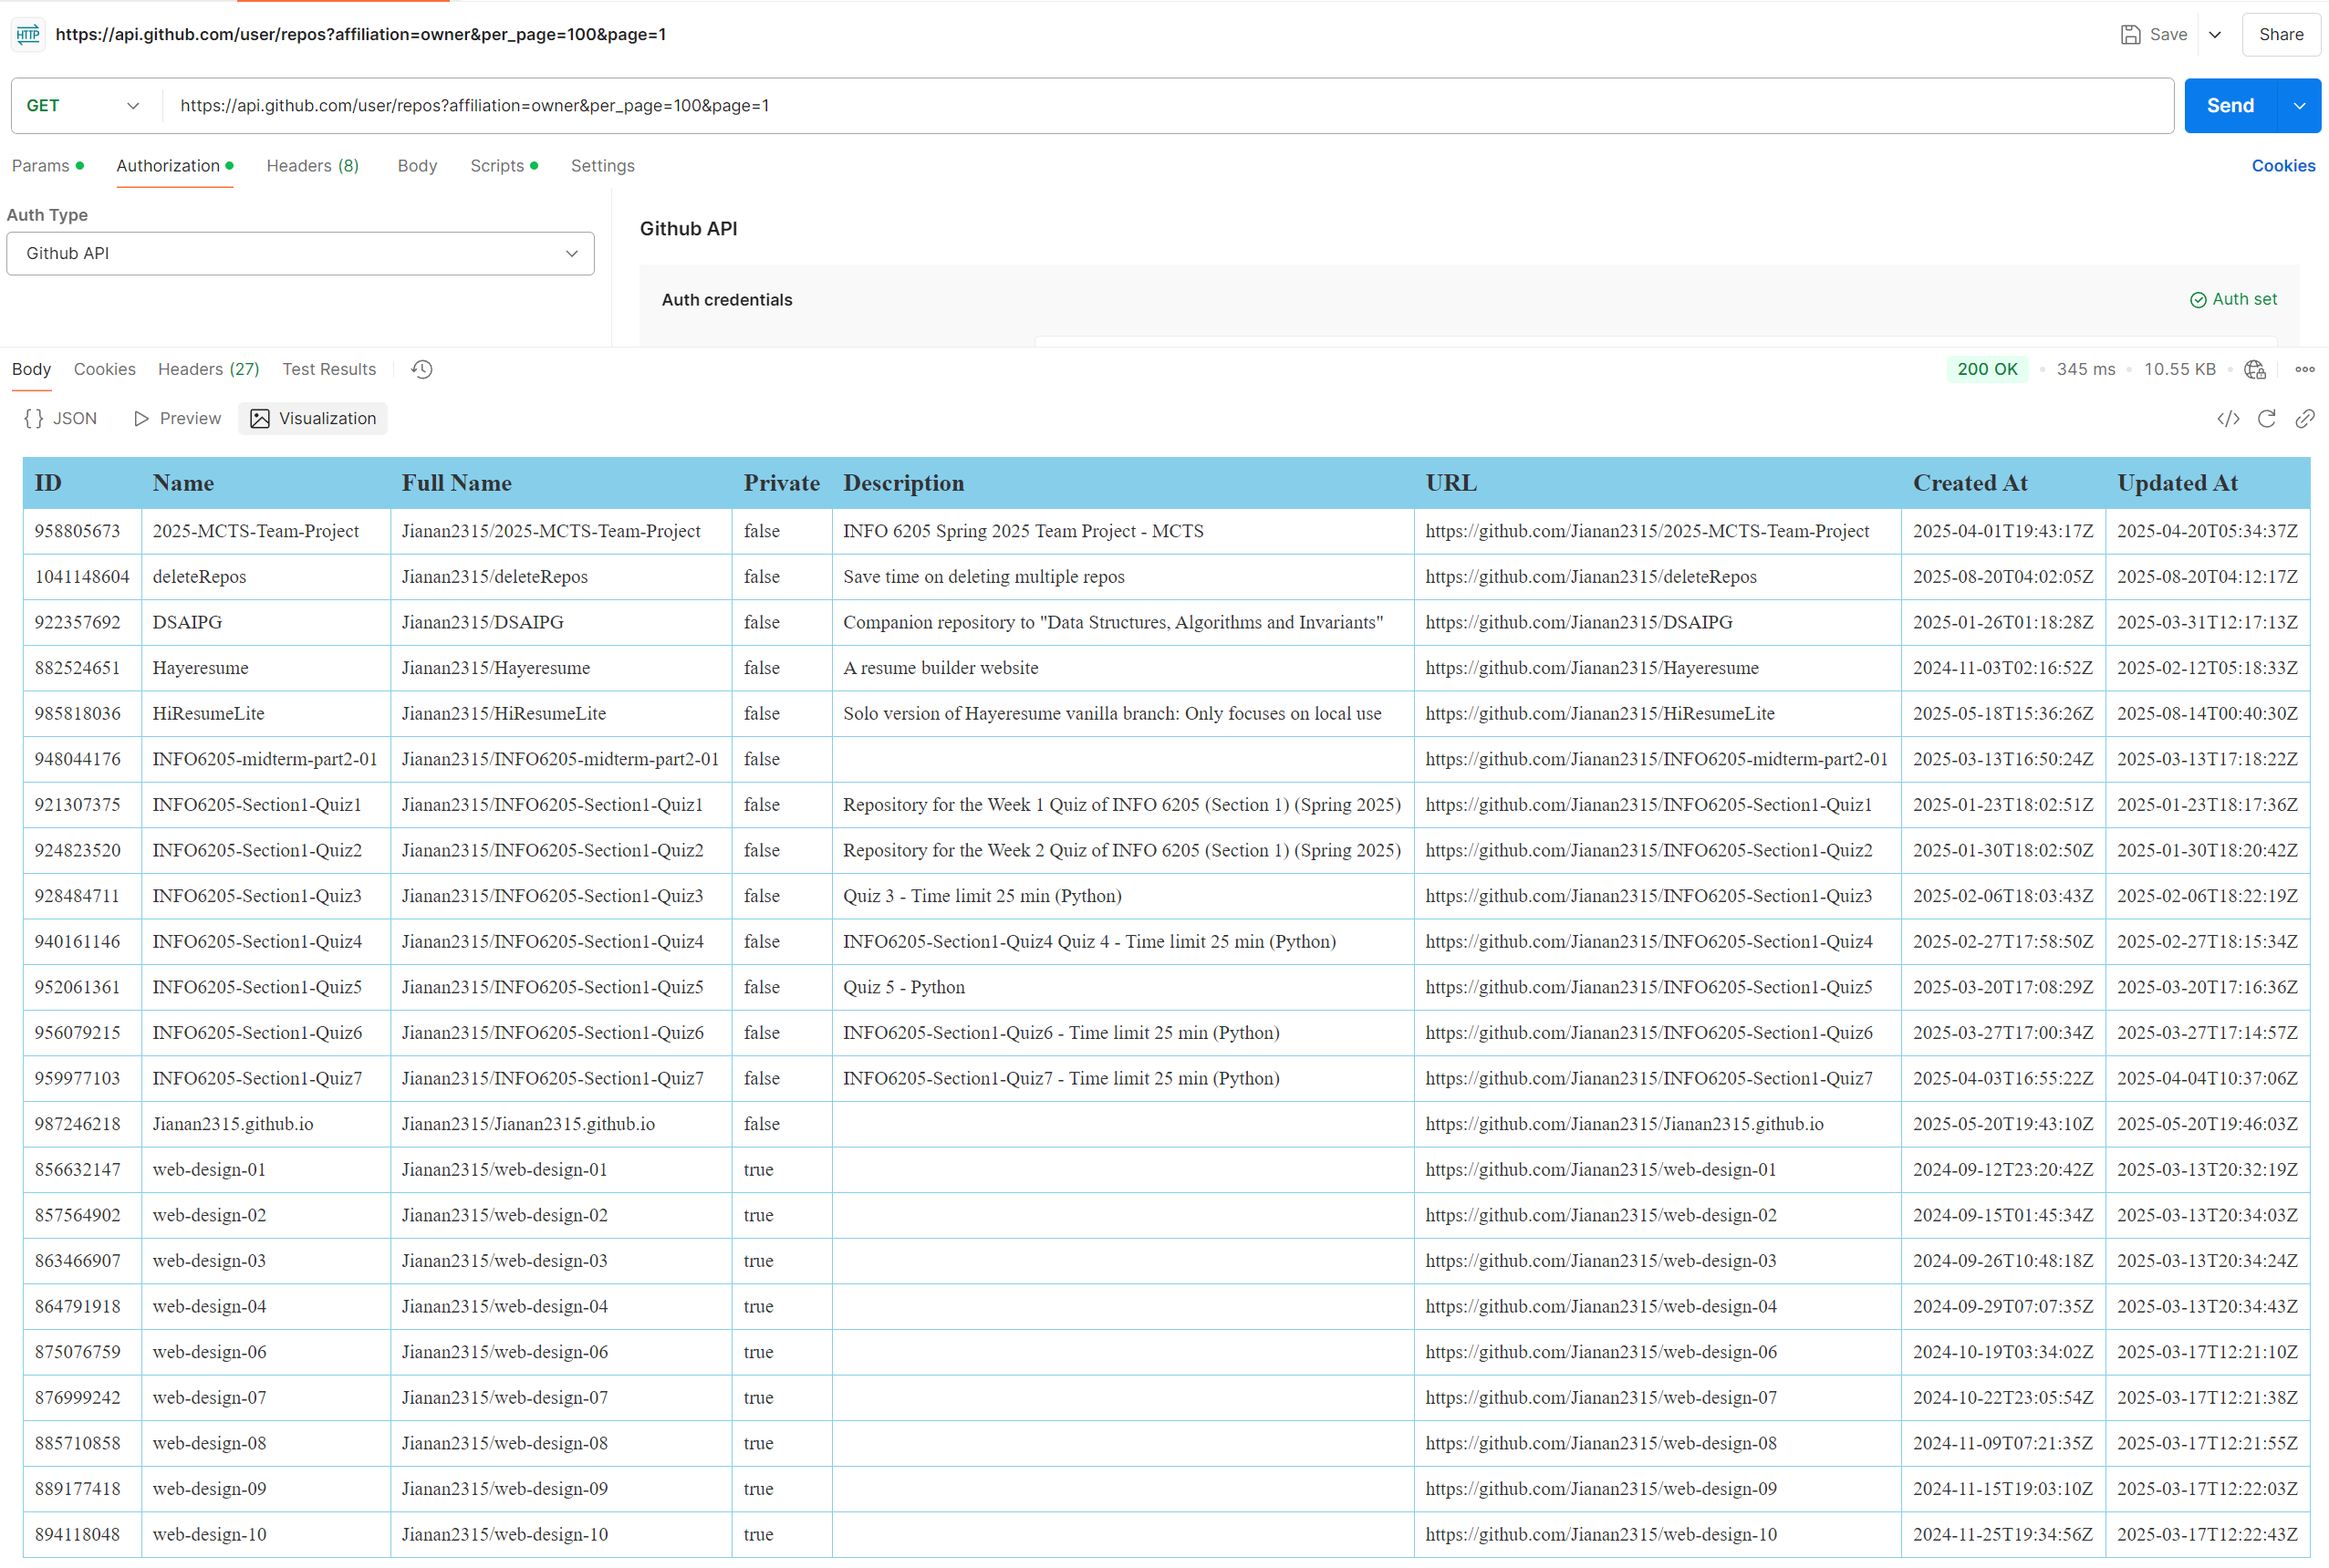 HTTP https://api.github.com/user/repos?affiliation=owner&per_page=100&page=1 Save Share
GET https://api.github.com/user/repos?affiliation=owner&per_page=100&page=1 Send
Params Authorization Headers (8) Body Scripts Settings Cookies
Auth Type
Github API
Github API
Auth credentials Auth set
Body Cookies Headers (27) Test Results 200 OK 345 ms 10.55 KB
{} JSON Preview Visualization
ID Name Full Name Private Description URL Created At Updated At
958805673 2025-MCTS-Team-Project Jianan2315/2025-MCTS-Team-Project false INFO 6205 Spring 2025 Team Project - MCTS https://github.com/Jianan2315/2025-MCTS-Team-Project 2025-04-01T19:43:17Z 2025-04-20T05:34:37Z
1041148604 deleteRepos Jianan2315/deleteRepos false Save time on deleting multiple repos https://github.com/Jianan2315/deleteRepos 2025-08-20T04:02:05Z 2025-08-20T04:12:17Z
922357692 DSAIPG Jianan2315/DSAIPG false Companion repository to "Data Structures, Algorithms and Invariants" https://github.com/Jianan2315/DSAIPG 2025-01-26T01:18:28Z 2025-03-31T12:17:13Z
882524651 Hayeresume Jianan2315/Hayeresume false A resume builder website https://github.com/Jianan2315/Hayeresume 2024-11-03T02:16:52Z 2025-02-12T05:18:33Z
985818036 HiResumeLite Jianan2315/HiResumeLite false Solo version of Hayeresume vanilla branch: Only focuses on local use https://github.com/Jianan2315/HiResumeLite 2025-05-18T15:36:26Z 2025-08-14T00:40:30Z
948044176 INFO6205-midterm-part2-01 Jianan2315/INFO6205-midterm-part2-01 false https://github.com/Jianan2315/INFO6205-midterm-part2-01 2025-03-13T16:50:24Z 2025-03-13T17:18:22Z
921307375 INFO6205-Section1-Quiz1 Jianan2315/INFO6205-Section1-Quiz1 false Repository for the Week 1 Quiz of INFO 6205 (Section 1) (Spring 2025) https://github.com/Jianan2315/INFO6205-Section1-Quiz1 2025-01-23T18:02:51Z 2025-01-23T18:17:36Z
924823520 INFO6205-Section1-Quiz2 Jianan2315/INFO6205-Section1-Quiz2 false Repository for the Week 2 Quiz of INFO 6205 (Section 1) (Spring 2025) https://github.com/Jianan2315/INFO6205-Section1-Quiz2 2025-01-30T18:02:50Z 2025-01-30T18:20:42Z
928484711 INFO6205-Section1-Quiz3 Jianan2315/INFO6205-Section1-Quiz3 false Quiz 3 - Time limit 25 min (Python) https://github.com/Jianan2315/INFO6205-Section1-Quiz3 2025-02-06T18:03:43Z 2025-02-06T18:22:19Z
940161146 INFO6205-Section1-Quiz4 Jianan2315/INFO6205-Section1-Quiz4 false INFO6205-Section1-Quiz4 Quiz 4 - Time limit 25 min (Python) https://github.com/Jianan2315/INFO6205-Section1-Quiz4 2025-02-27T17:58:50Z 2025-02-27T18:15:34Z
952061361 INFO6205-Section1-Quiz5 Jianan2315/INFO6205-Section1-Quiz5 false Quiz 5 - Python https://github.com/Jianan2315/INFO6205-Section1-Quiz5 2025-03-20T17:08:29Z 2025-03-20T17:16:36Z
956079215 INFO6205-Section1-Quiz6 Jianan2315/INFO6205-Section1-Quiz6 false INFO6205-Section1-Quiz6 - Time limit 25 min (Python) https://github.com/Jianan2315/INFO6205-Section1-Quiz6 2025-03-27T17:00:34Z 2025-03-27T17:14:57Z
959977103 INFO6205-Section1-Quiz7 Jianan2315/INFO6205-Section1-Quiz7 false INFO6205-Section1-Quiz7 - Time limit 25 min (Python) https://github.com/Jianan2315/INFO6205-Section1-Quiz7 2025-04-03T16:55:22Z 2025-04-04T10:37:06Z
987246218 Jianan2315.github.io Jianan2315/Jianan2315.github.io false https://github.com/Jianan2315/Jianan2315.github.io 2025-05-20T19:43:10Z 2025-05-20T19:46:03Z
856632147 web-design-01 Jianan2315/web-design-01 true https://github.com/Jianan2315/web-design-01 2024-09-12T23:20:42Z 2025-03-13T20:32:19Z
857564902 web-design-02 Jianan2315/web-design-02 true https://github.com/Jianan2315/web-design-02 2024-09-15T01:45:34Z 2025-03-13T20:34:03Z
863466907 web-design-03 Jianan2315/web-design-03 true https://github.com/Jianan2315/web-design-03 2024-09-26T10:48:18Z 2025-03-13T20:34:24Z
864791918 web-design-04 Jianan2315/web-design-04 true https://github.com/Jianan2315/web-design-04 2024-09-29T07:07:35Z 2025-03-13T20:34:43Z
875076759 web-design-06 Jianan2315/web-design-06 true https://github.com/Jianan2315/web-design-06 2024-10-19T03:34:02Z 2025-03-17T12:21:10Z
876999242 web-design-07 Jianan2315/web-design-07 true https://github.com/Jianan2315/web-design-07 2024-10-22T23:05:54Z 2025-03-17T12:21:38Z
885710858 web-design-08 Jianan2315/web-design-08 true https://github.com/Jianan2315/web-design-08 2024-11-09T07:21:35Z 2025-03-17T12:21:55Z
889177418 web-design-09 Jianan2315/web-design-09 true https://github.com/Jianan2315/web-design-09 2024-11-15T19:03:10Z 2025-03-17T12:22:03Z
894118048 web-design-10 Jianan2315/web-design-10 true https://github.com/Jianan2315/web-design-10 2024-11-25T19:34:56Z 2025-03-17T12:22:43Z